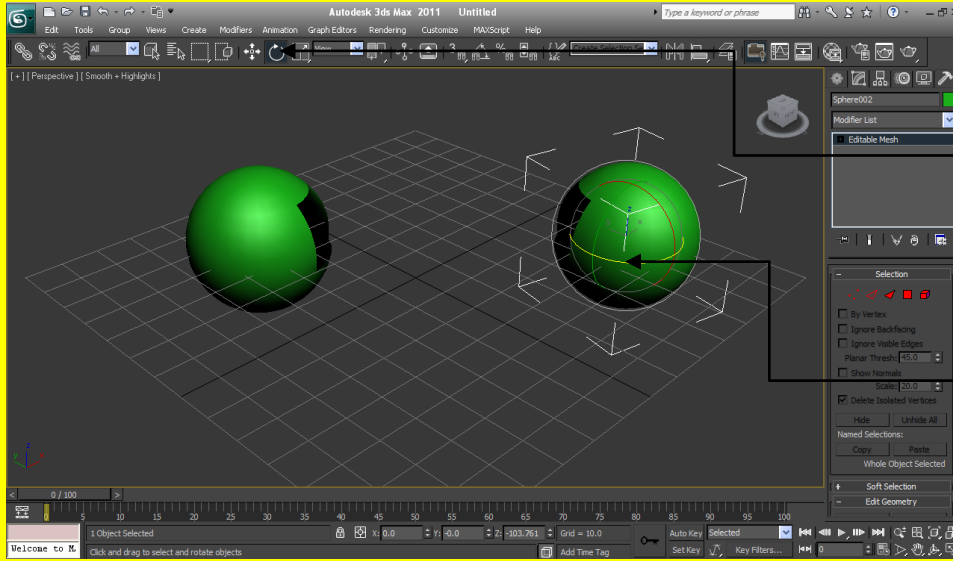 Autodesk 3ds Max 2011 Untitled
Type a keyword or phrase
Edit Tools Group Views Create Modifiers Animation Graph Editors Rendering Customize MAXScript Help
All
View
Create Selection Se
ABC
[ + ] [ Perspective ] [ Smooth + Highlights ]
Sphere002
Modifier List
Editable Mesh
Selection
By Vertex
Ignore Backfacing
Ignore Visible Edges
Planar Thresh: 45.0
Show Normals
Scale: 20.0
Delete Isolated Vertices
Hide Unhide All
Named Selections:
Copy Paste
Whole Object Selected
+ Soft Selection
- Edit Geometry
z
y x
< 0 / 100 >
0 5 10 15 20 25 30 35 40 45 50 55 60 65 70 75 80 85 90 95 100
1 Object Selected X: 0.0 Y: -0.0 Z: -103.761 Grid = 10.0 Auto Key Selected
Welcome to M. Click and drag to select and rotate objects Add Time Tag Set Key Key Filters... 0